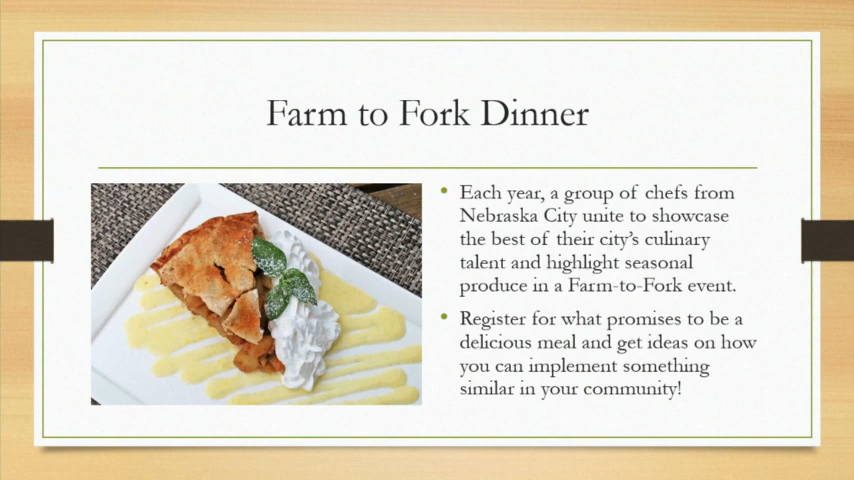 Farm to Fork Dinner
• Each year, a group of chefs from
Nebraska City unite to showcase
the best of their city's culinary
talent and highlight seasonal
produce in a Farm-to-Fork event.
• Register for what promises to be a
delicious meal and get ideas on how
you can implement something
similar in your community!